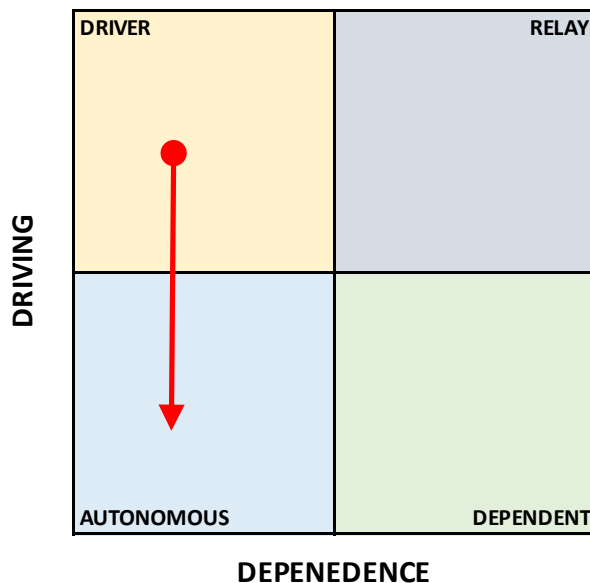 DRIVER
RELAY
DRIVING
AUTONOMOUS
DEPENDENT
DEPENEDENCE